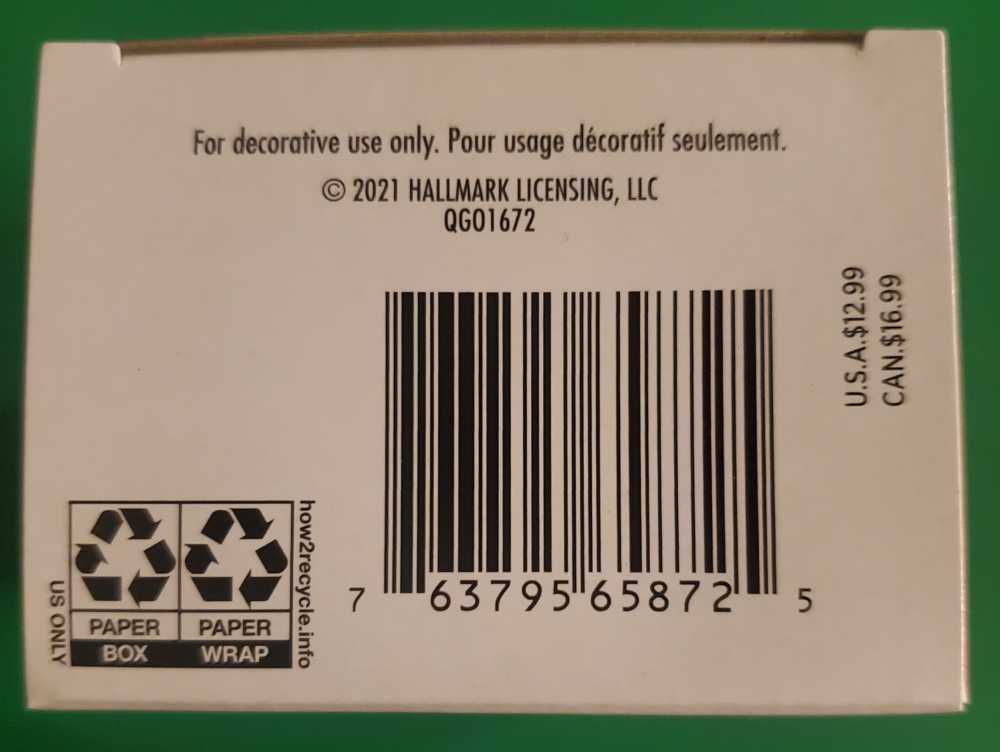 For decorative use only. Pour usage décoratif seulement.
© 2021 HALLMARK LICENSING, LLC
QGO1672
U.S.A.$12.99
CAN.$16.99
7 63795 65872 5
how2recycle.info
US ONLY
PAPER PAPER
BOX WRAP